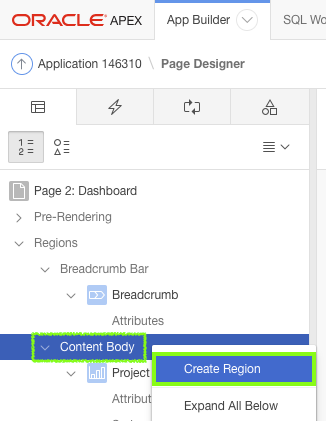 ORACLE APEX App Builder SQL Wo
Application 146310 \ Page Designer
Page 2: Dashboard
Pre-Rendering
Regions
Breadcrumb Bar
Breadcrumb
Attributes
Content Body
Project
Create Region
Attribut
Expand All Below